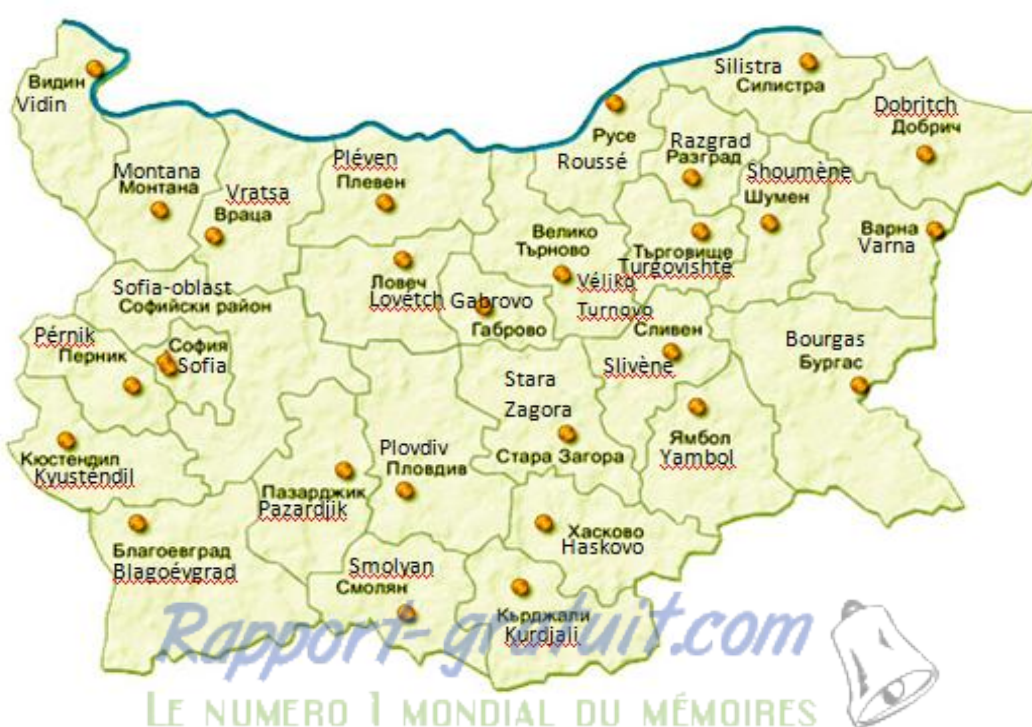 Видин
Vidin
Silistra
Силистра
Dobritch
Добрич
Русе
Roussé
Razgrad
Разград
Shoumène
Шумен
Montana
Монтана
Vratsa
Враца
Pléven
Плевен
Велико
Търново
Véliko
Turnovo
Търговище
Turgovishte
Варна
Varna
Ловеч
Lovetch
Gabrovo
Габрово
Sofia-oblast
Софийски район
Сливен
Slivène
Bourgas
Бургас
Pérnik
Перник
София
Sofia
Stara
Zagora
Стара Загора
Ямбол
Yambol
Кюстендил
Kyusténdil
Plovdiv
Пловдив
Пазарджик
Pazardjik
Хасково
Haskovo
Благоевград
Blagoévgrad
Smolyan
Смолян
Кърджали
Kurdjali
Rapport-gratuit.com
LE NUMERO 1 MONDIAL DU MÉMOIRES